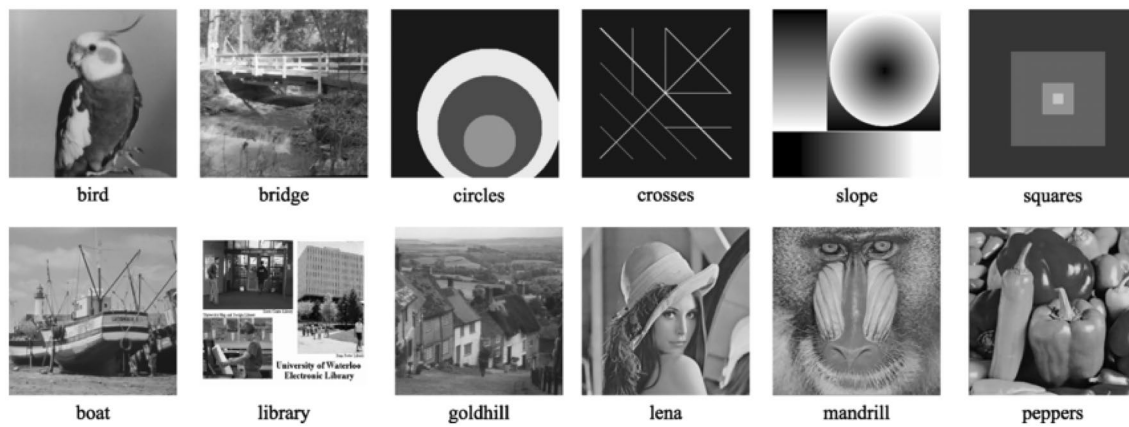 bird
bridge
circles
crosses
slope
squares
University of Waterloo
Electronic Library
boat
library
goldhill
lena
mandrill
peppers